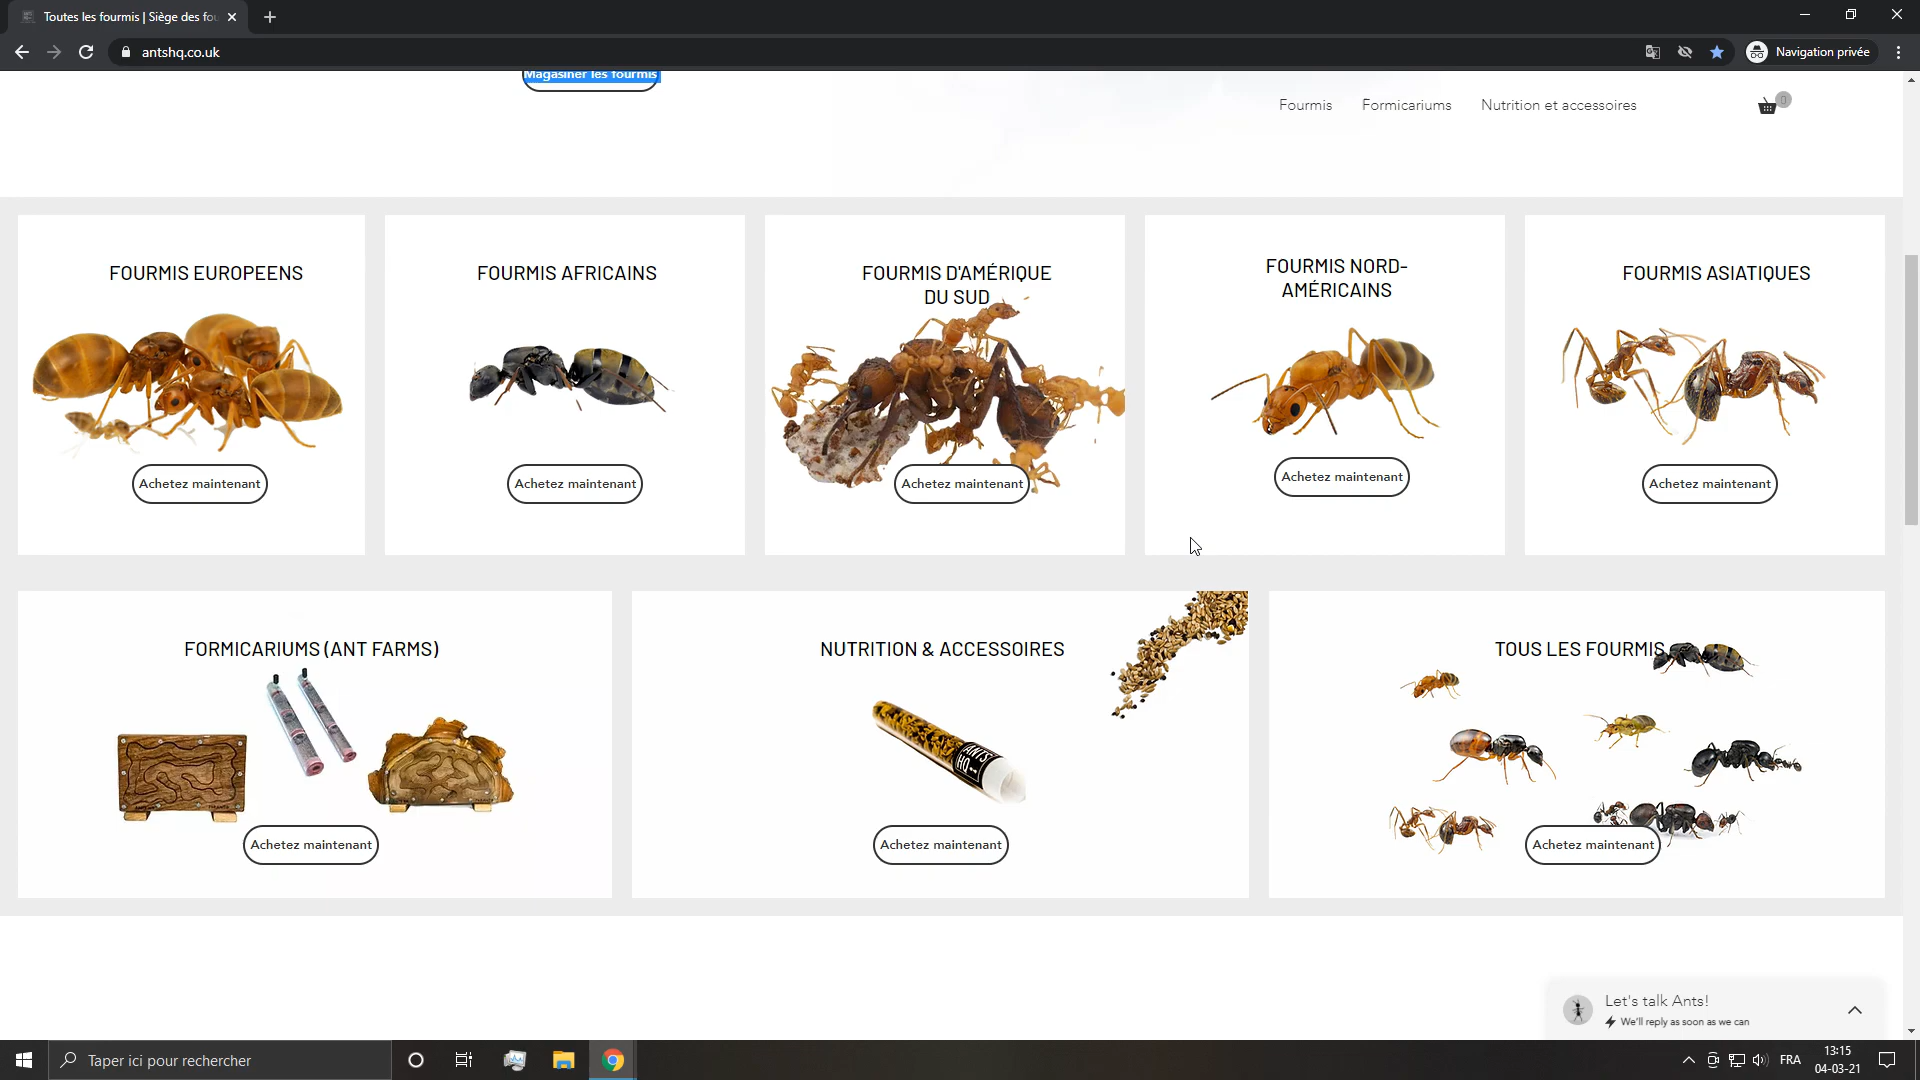 Toutes les fourmis | Siège des fou
antshq.co.uk
Navigation privée
Magasiner les fourmis
Fourmis
Formicariums
Nutrition et accessoires
0
FOURMIS EUROPEENS
FOURMIS AFRICAINS
FOURMIS D'AMÉRIQUE
DU SUD
FOURMIS NORD-
AMÉRICAINS
FOURMIS ASIATIQUES
Achetez maintenant
Achetez maintenant
Achetez maintenant
Achetez maintenant
Achetez maintenant
FORMICARIUMS (ANT FARMS)
NUTRITION & ACCESSOIRES
TOUS LES FOURMIS
ANTS
HQ
Achetez maintenant
Achetez maintenant
Achetez maintenant
Let's talk Ants!
We'll reply as soon as we can
Taper ici pour rechercher
FRA
13:15
04-03-21